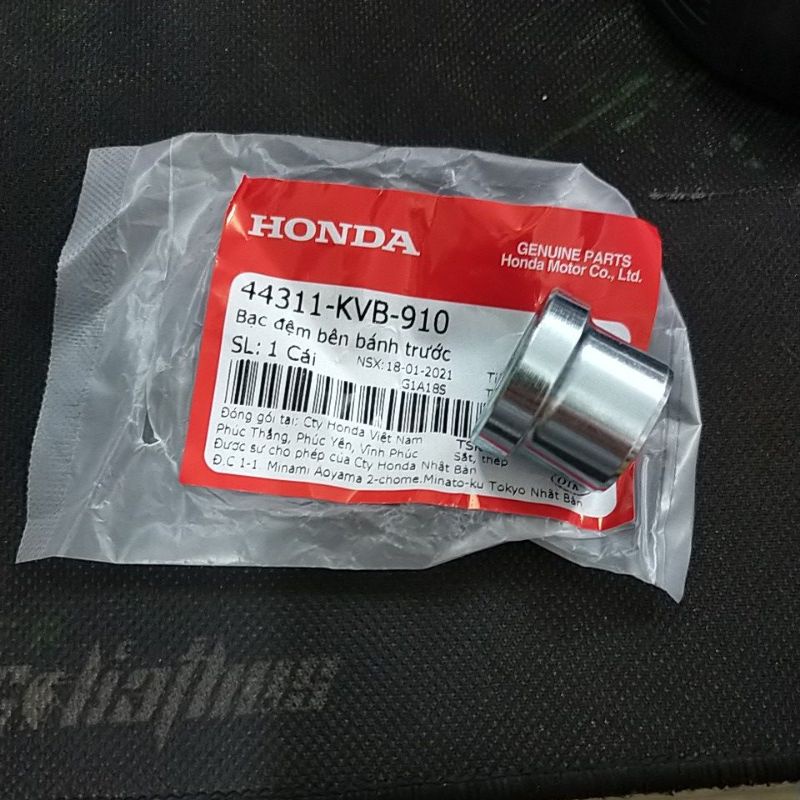 HONDA
GENUINE PARTS
Honda Motor Co., Ltd.
44311-KVB-910
Bạc đệm bên bánh trước
SL: 1 Cái
NSX: 18-01-2021
G1A18S
Đóng gói tại: Cty Honda Việt Nam
Phúc Thắng, Phúc Yên, Vĩnh Phúc
Sắt, thép
Được sự cho phép của Cty Honda Nhật Bản
Đ.C 1-1 Minami Aoyama 2-chome.Minato-ku Tokyo Nhật Bản